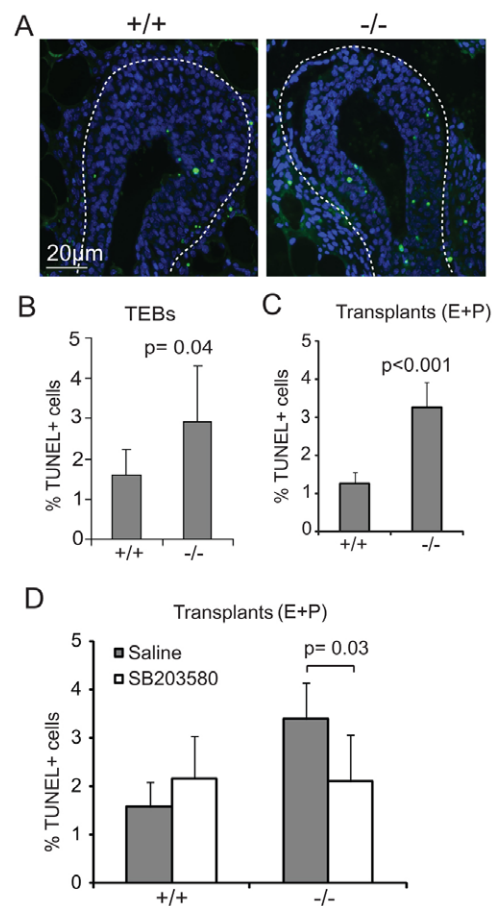 A
+/+
-/-
20µm
B
TEBs
p= 0.04
% TUNEL+ cells
5
4
3
2
1
0
+/+
-/-
C
Transplants (E+P)
p<0.001
% TUNEL+ cells
5
4
3
2
1
0
+/+
-/-
D
Transplants (E+P)
Saline
SB203580
p= 0.03
% TUNEL+ cells
5
4
3
2
1
0
+/+
-/-